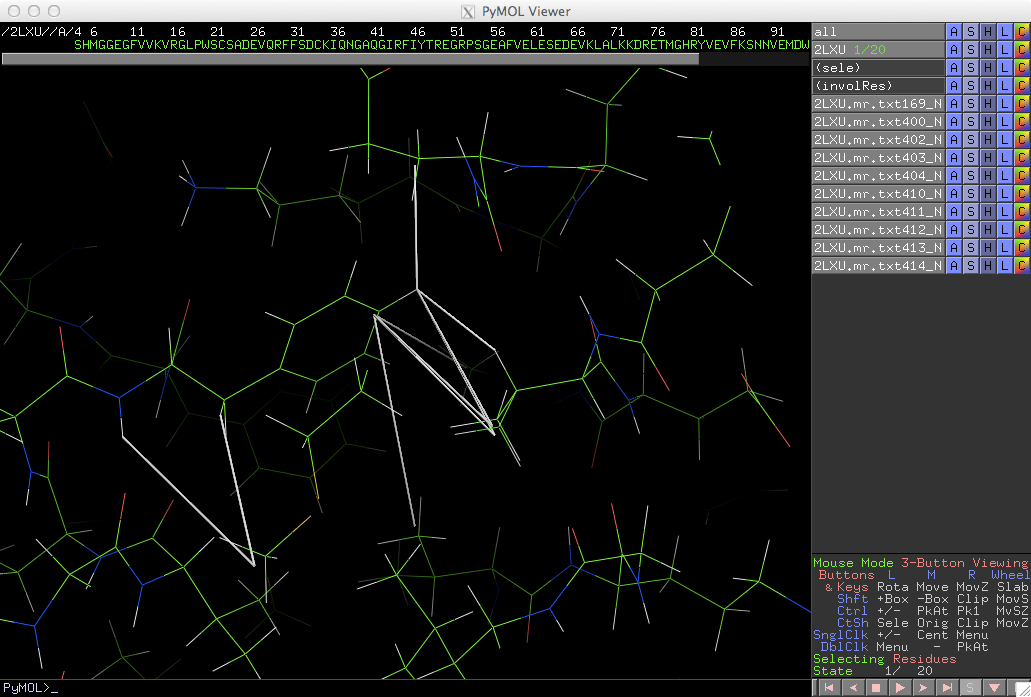 PyMOL Viewer
/2LXU//A/4 6 11 16 21 26 31 36 41 46 51 56 61 66 71 76 81 86 91
SHMGGEGFVVKVRGLPWSCSADEVQRFFSDCKIQNGAQGIRFIYTREGRPSGEAFVELESEDEVKLALKKDRETMGHRYVEVFKSNNVEMDW
all A S H L C
2LXU 1/20 A S H L C
(sele) A S H L C
(involRes) A S H L C
2LXU.mr.txt169_N A S H L C
2LXU.mr.txt400_N A S H L C
2LXU.mr.txt402_N A S H L C
2LXU.mr.txt403_N A S H L C
2LXU.mr.txt404_N A S H L C
2LXU.mr.txt410_N A S H L C
2LXU.mr.txt411_N A S H L C
2LXU.mr.txt412_N A S H L C
2LXU.mr.txt413_N A S H L C
2LXU.mr.txt414_N A S H L C
Mouse Mode 3-Button Viewing
Buttons L M R Wheel
& Keys Rota Move MovZ Slab
Shft +Box -Box Clip MovS
Ctrl +/- PkAt Pk1 MvSZ
CtSh Sele Orig Clip MovZ
SnglClk +/- Cent Menu
DblClk Menu - PkAt
Selecting Residues
State 1/ 20
PyMOL>_
S